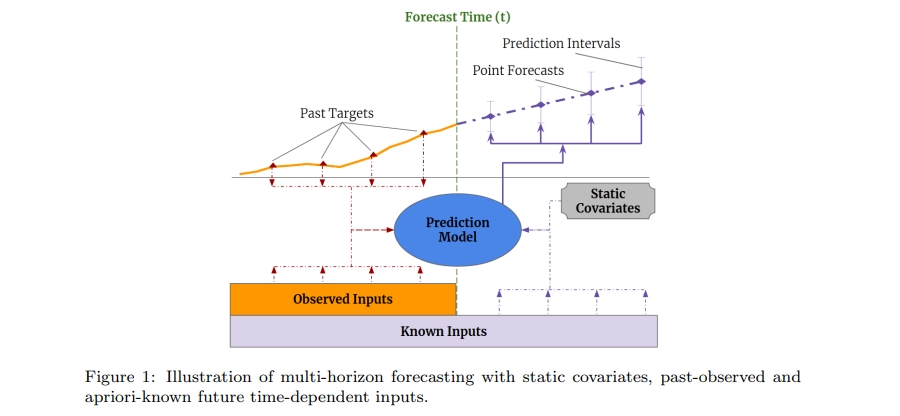 Forecast Time (t)
Prediction Intervals
Point Forecasts
Past Targets
Static
Covariates
Prediction
Model
Observed Inputs
Known Inputs
Figure 1: Illustration of multi-horizon forecasting with static covariates, past-observed and
apriori-known future time-dependent inputs.